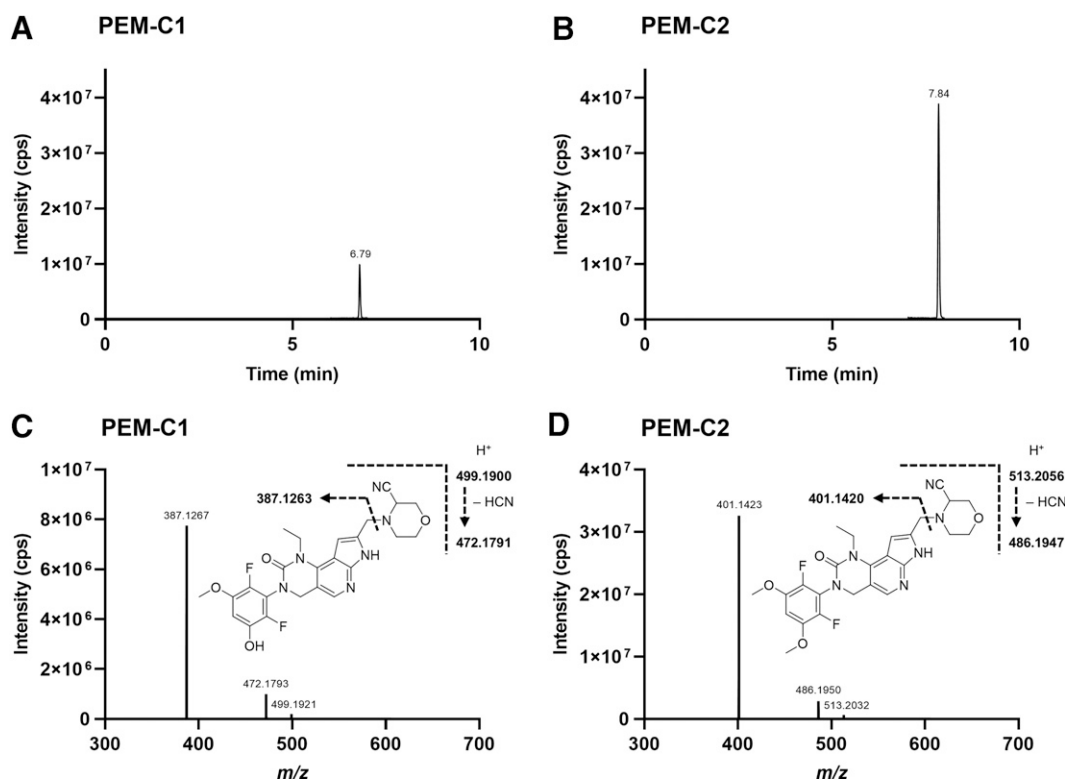 A PEM-C1
4×10⁷
3×10⁷
2×10⁷
1×10⁷
0
Intensity (cps)
6.79
0 5 10
Time (min)
B PEM-C2
4×10⁷
3×10⁷
2×10⁷
1×10⁷
0
Intensity (cps)
7.84
0 5 10
Time (min)
C PEM-C1
1×10⁷
8×10⁶
6×10⁶
4×10⁶
2×10⁶
0
Intensity (cps)
387.1267
472.1793
499.1921
387.1263
H⁺
499.1900
– HCN
472.1791
NC
N
O
N
NH
O
F
N
N
O
F
OH
300 400 500 600 700
m/z
D PEM-C2
4×10⁷
3×10⁷
2×10⁷
1×10⁷
0
Intensity (cps)
401.1423
486.1950
513.2032
401.1420
H⁺
513.2056
– HCN
486.1947
NC
N
O
N
NH
O
F
N
N
O
F
O
300 400 500 600 700
m/z